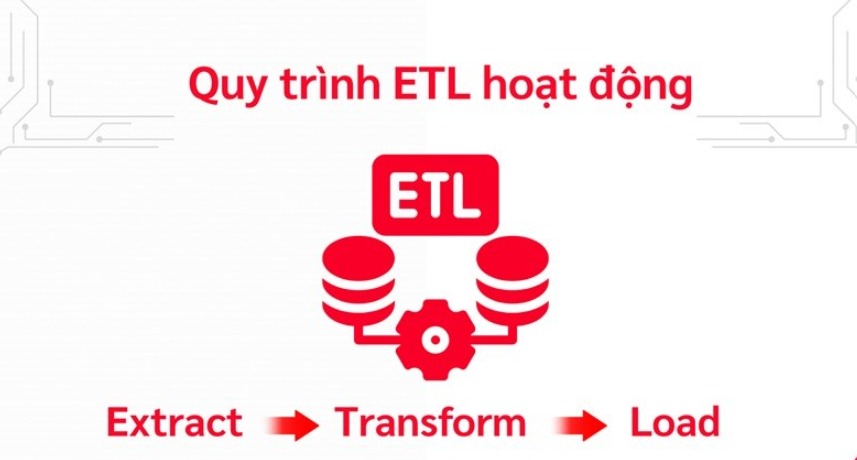 Quy trình ETL hoạt động
ETL
Extract → Transform → Load